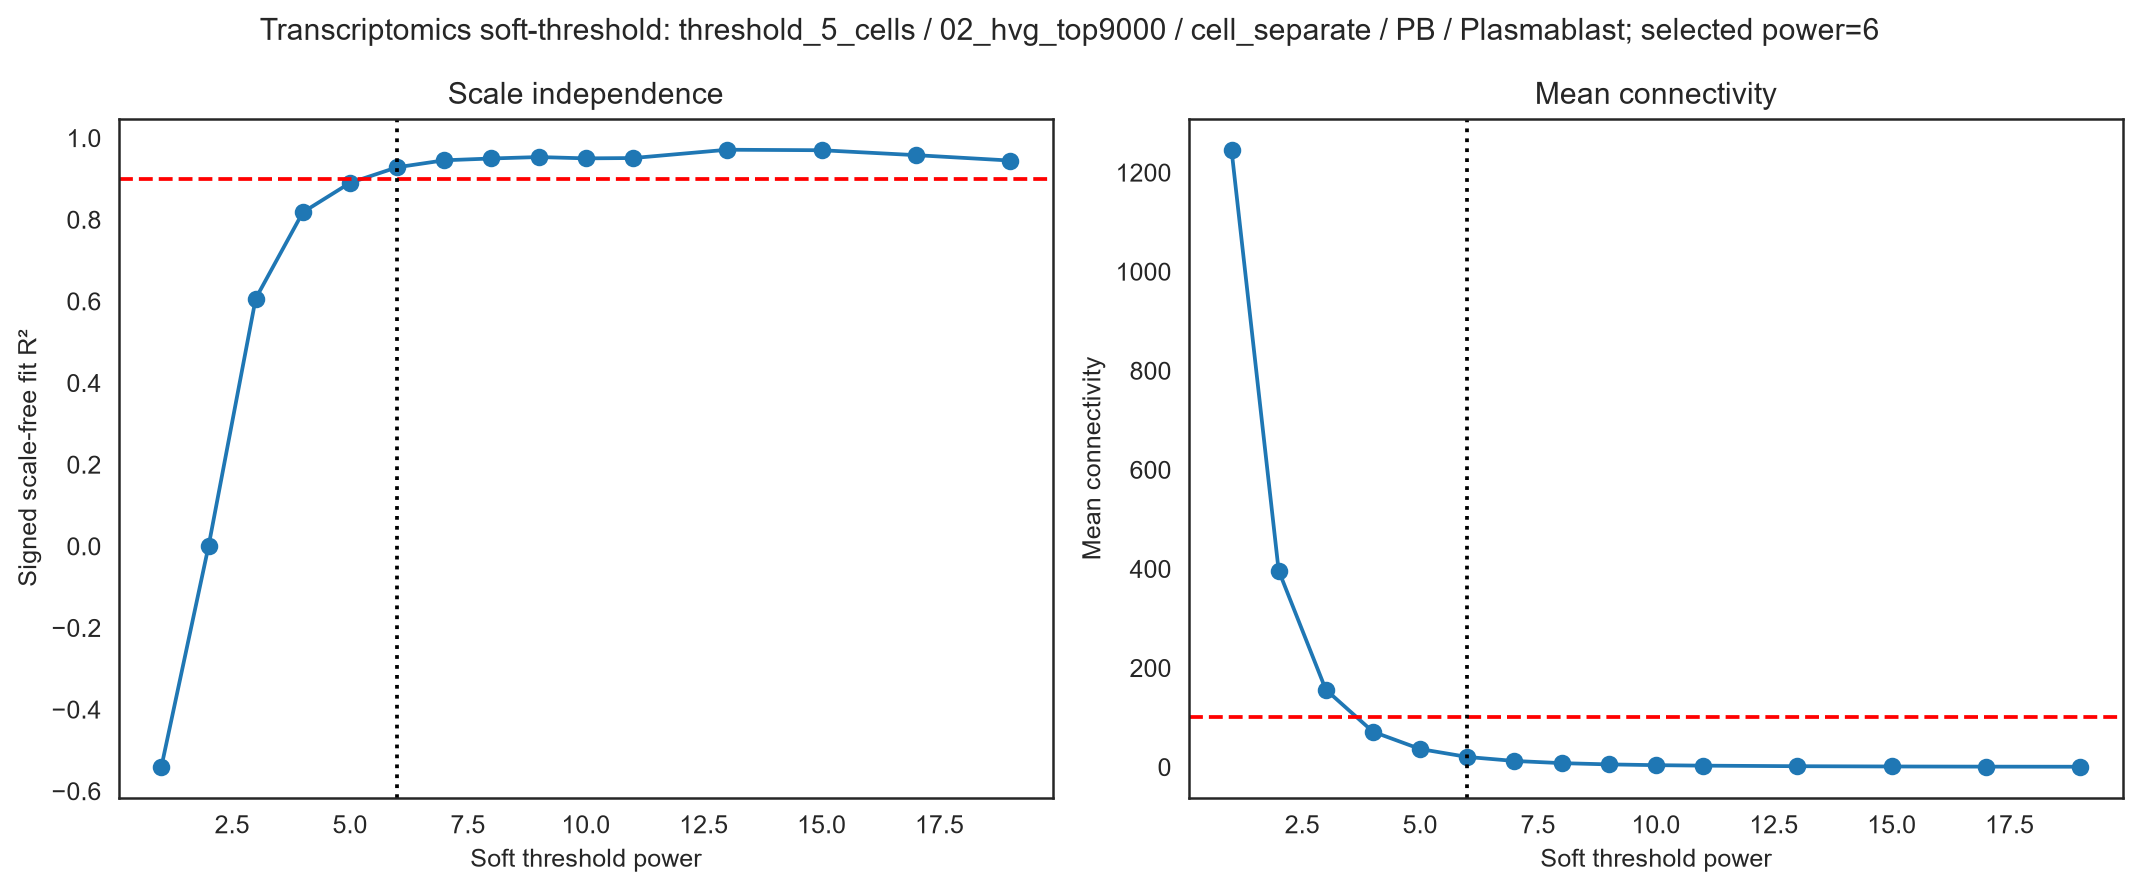 Transcriptomics soft-threshold: threshold_5_cells / 02_hvg_top9000 / cell_separate / PB / Plasmablast; selected power=6
Scale independence
Signed scale-free fit R²
1.0
0.8
0.6
0.4
0.2
0.0
−0.2
−0.4
−0.6
2.5 5.0 7.5 10.0 12.5 15.0 17.5
Soft threshold power
Mean connectivity
Mean connectivity
1200
1000
800
600
400
200
0
2.5 5.0 7.5 10.0 12.5 15.0 17.5
Soft threshold power